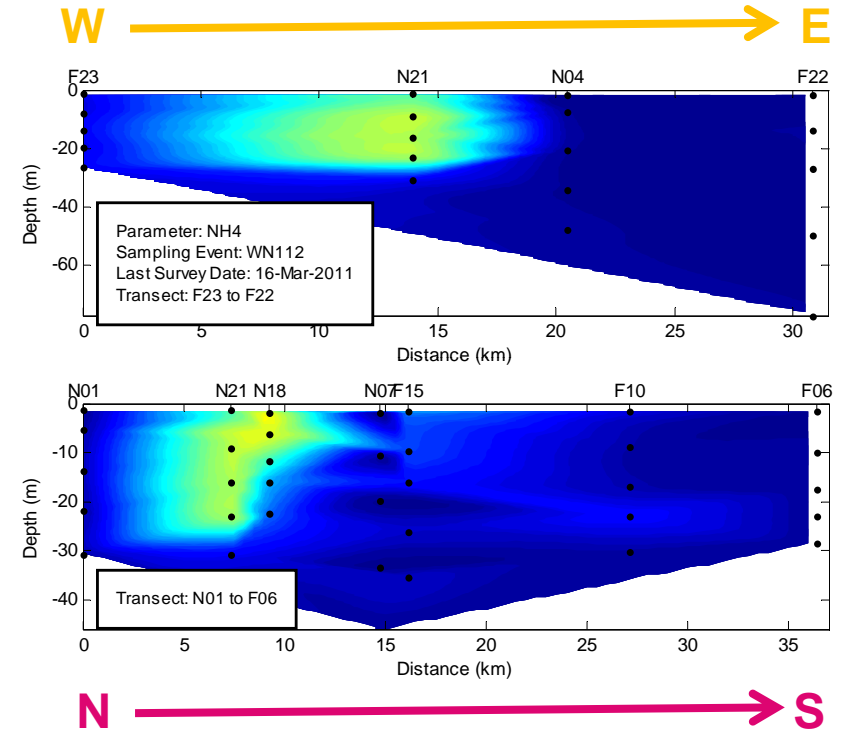 W E
F23 N21 N04 F22
0
-20
-40
-60
Depth (m)
Parameter: NH4
Sampling Event: WN112
Last Survey Date: 16-Mar-2011
Transect: F23 to F22
0 5 10 15 20 25 30
Distance (km)
N01 N21 N18 N07 F15 F10 F06
0
-10
-20
-30
-40
Depth (m)
Transect: N01 to F06
0 5 10 15 20 25 30 35
Distance (km)
N S